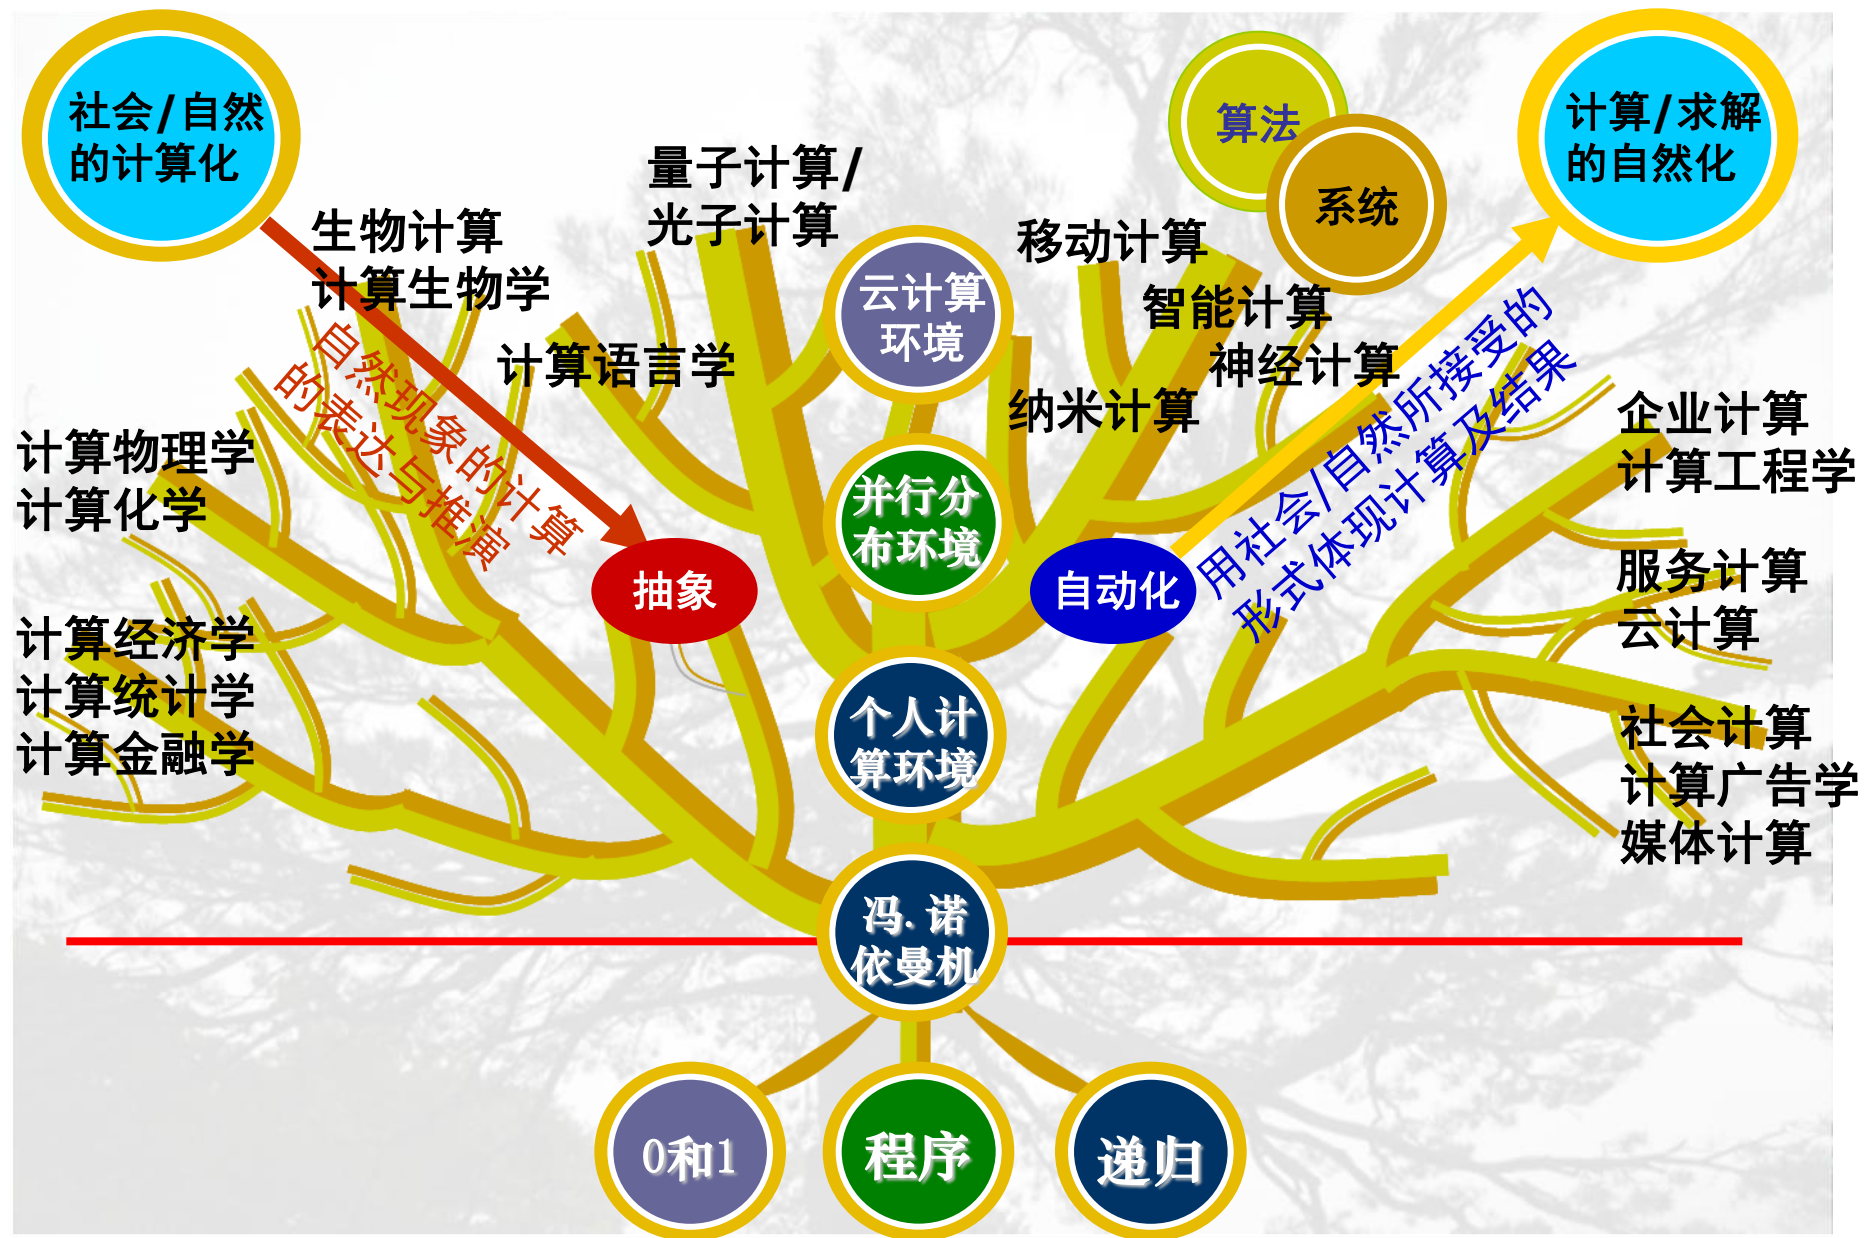 社会/自然
的计算化
算法
系统
计算/求解
的自然化
量子计算/
光子计算
生物计算
计算生物学
移动计算
云计算
环境
智能计算
神经计算
计算语言学
纳米计算
自然现象的计算
的表达与推演
用社会/自然所接受的
形式体现计算及结果
企业计算
计算工程学
计算物理学
计算化学
并行分
布环境
抽象
自动化
服务计算
云计算
计算经济学
计算统计学
计算金融学
个人计
算环境
社会计算
计算广告学
媒体计算
冯.诺
依曼机
0和1
程序
递归